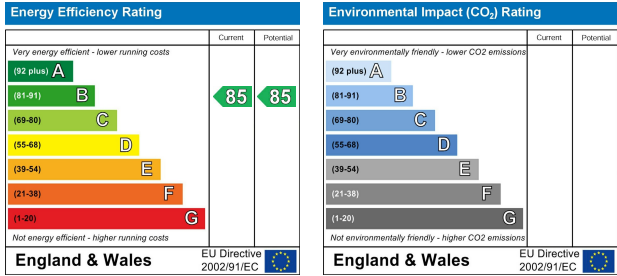 Energy Efficiency Rating
Current Potential
Very energy efficient - lower running costs
(92 plus) A
(81-91) B 85 85
(69-80) C
(55-68) D
(39-54) E
(21-38) F
(1-20) G
Not energy efficient - higher running costs
England & Wales EU Directive 2002/91/EC
Environmental Impact (CO2) Rating
Current Potential
Very environmentally friendly - lower CO2 emissions
(92 plus) A
(81-91) B
(69-80) C
(55-68) D
(39-54) E
(21-38) F
(1-20) G
Not environmentally friendly - higher CO2 emissions
England & Wales EU Directive 2002/91/EC